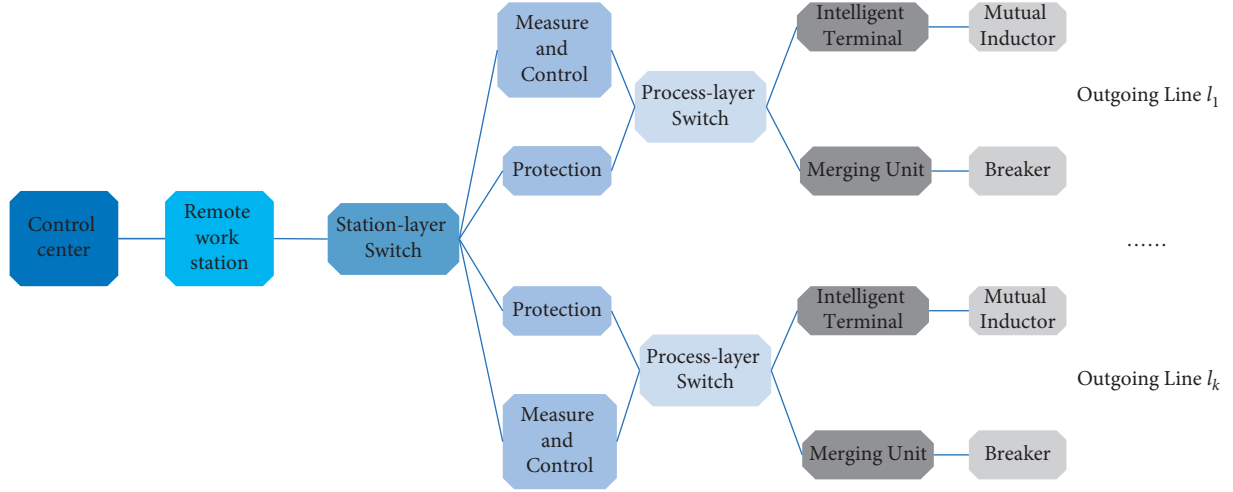 Control
center
Remote
work
station
Station-layer
Switch
Measure
and
Control
Protection
Protection
Measure
and
Control
Process-layer
Switch
Process-layer
Switch
Intelligent
Terminal
Mutual
Inductor
Outgoing Line l1
Merging Unit
Breaker
......
Intelligent
Terminal
Mutual
Inductor
Outgoing Line lk
Merging Unit
Breaker